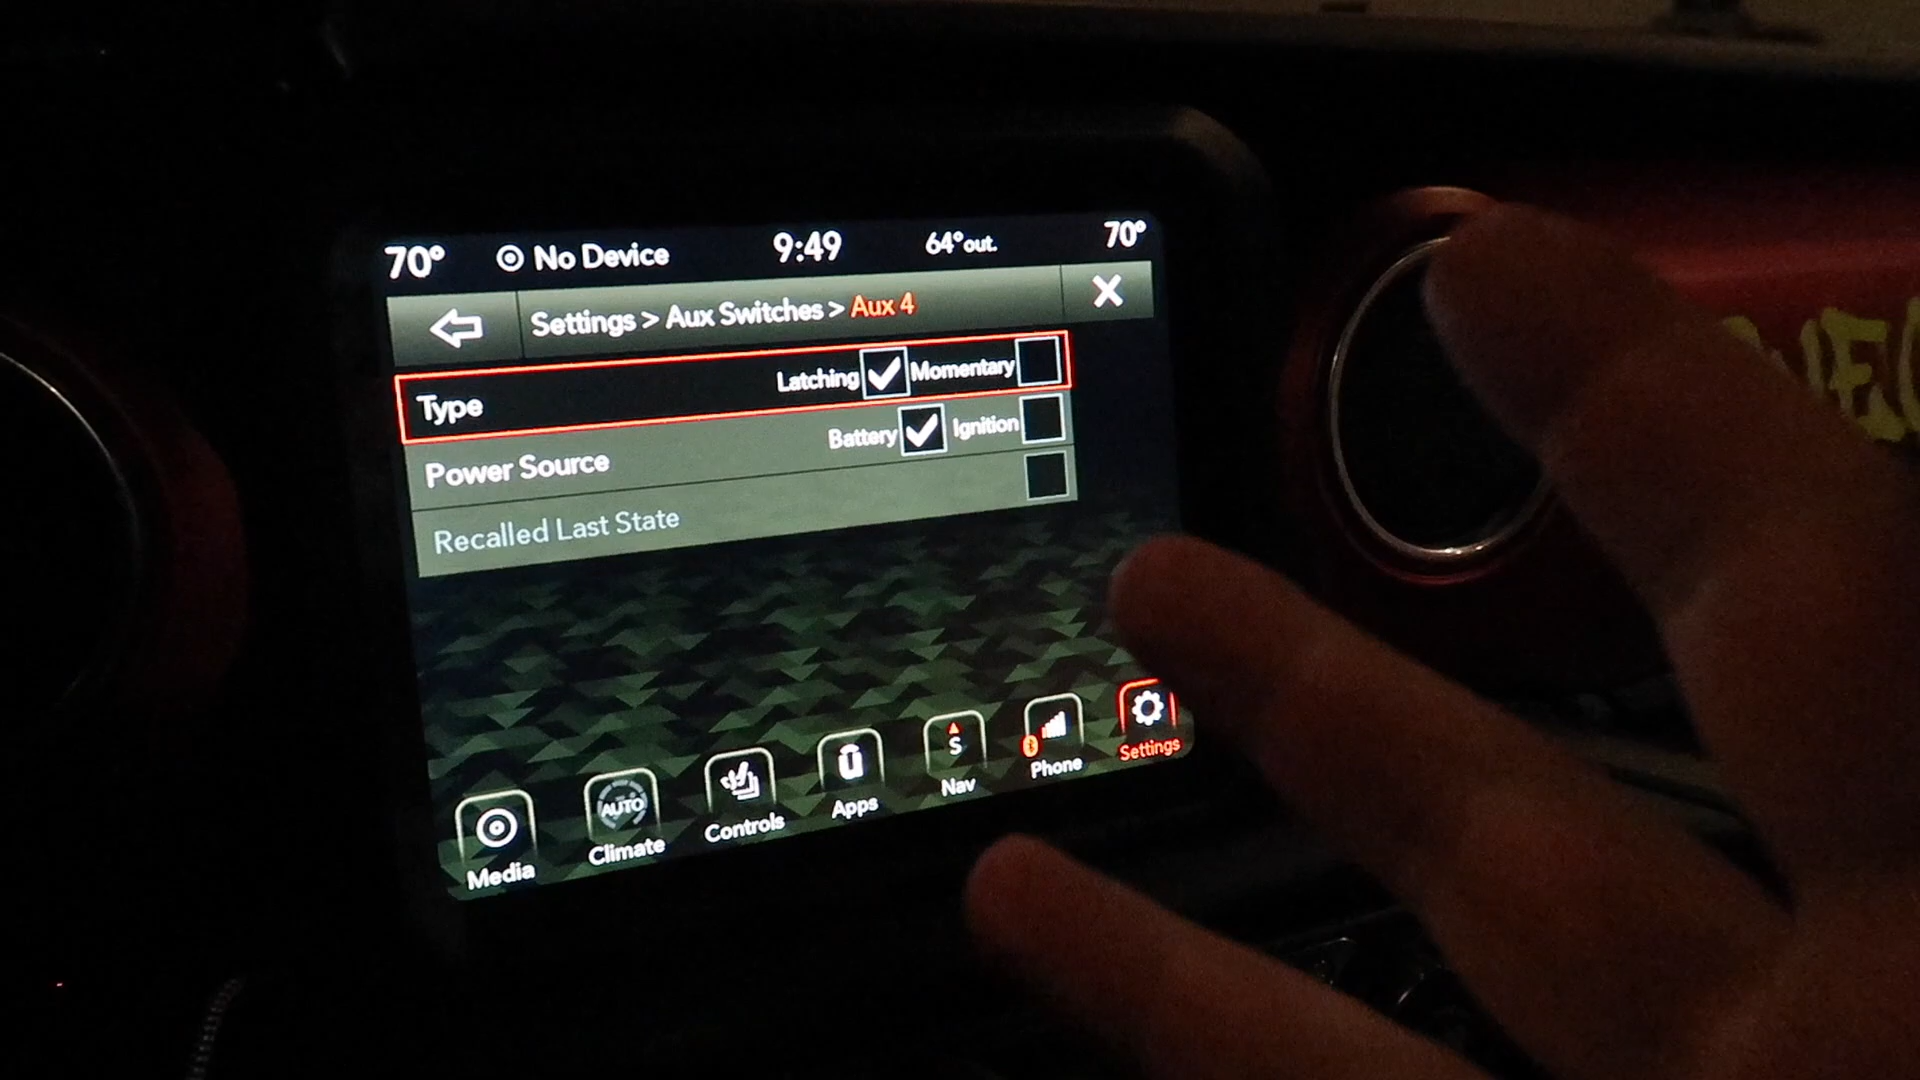 70° No Device 9:49 64°out. 70°
Settings > Aux Switches > Aux 4
Type Latching Momentary
Power Source Battery Ignition
Recalled Last State
Media Climate Controls Apps Nav Phone Settings
AUTO
S